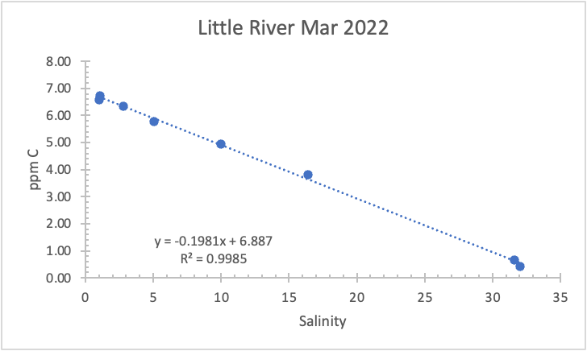 Little River Mar 2022
8.00
7.00
6.00
5.00
4.00
3.00
2.00
1.00
0.00
ppm C
y = -0.1981x + 6.887
R² = 0.9985
0 5 10 15 20 25 30 35
Salinity